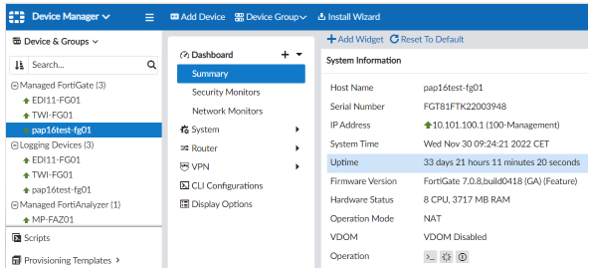 Device Manager
Add Device
Device Group
Install Wizard
Device & Groups
Search...
Managed FortiGate (3)
EDI11-FG01
TWI-FG01
pap16test-fg01
Logging Devices (3)
EDI11-FG01
TWI-FG01
pap16test-fg01
Managed FortiAnalyzer (1)
MP-FAZ01
Scripts
Provisioning Templates
Dashboard
Summary
Security Monitors
Network Monitors
System
Router
VPN
CLI Configurations
Display Options
Add Widget Reset To Default
System Information
Host Name pap16test-fg01
Serial Number FGT81FTK22003948
IP Address 10.101.100.1 (100-Management)
System Time Wed Nov 30 09:24:21 2022 CET
Uptime 33 days 21 hours 11 minutes 20 seconds
Firmware Version FortiGate 7.0.8,build0418 (GA) (Feature)
Hardware Status 8 CPU, 3717 MB RAM
Operation Mode NAT
VDOM VDOM Disabled
Operation